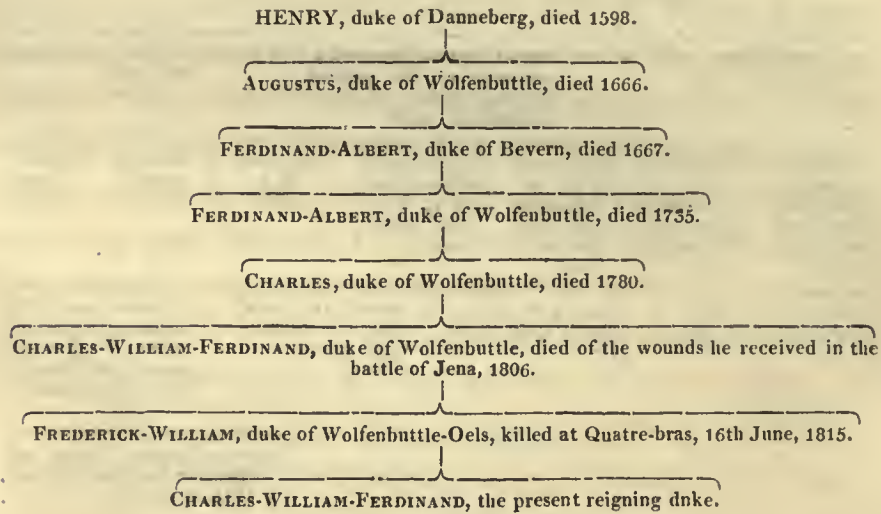 HENRY, duke of Danneberg, died 1598.
AUGUSTUS, duke of Wolfenbuttle, died 1666.
FERDINAND-ALBERT, duke of Bevern, died 1667.
FERDINAND-ALBERT, duke of Wolfenbuttle, died 1735.
CHARLES, duke of Wolfenbuttle, died 1780.
CHARLES-WILLIAM-FERDINAND, duke of Wolfenbuttle, died of the wounds he received in the
battle of Jena, 1806.
FREDERICK-WILLIAM, duke of Wolfenbuttle-Oels, killed at Quatre-bras, 16th June, 1815.
CHARLES-WILLIAM-FERDINAND, the present reigning dnke.